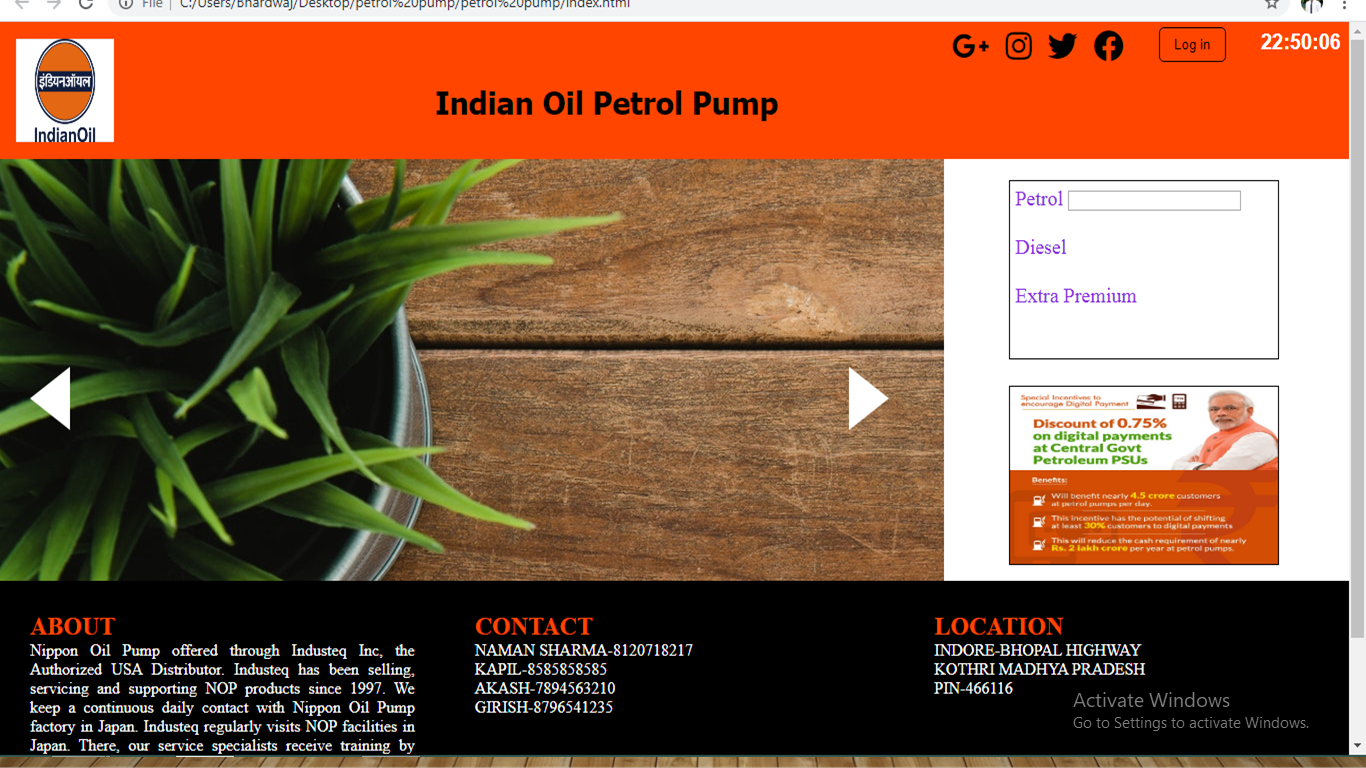 File | C:/Users/Bhardwaj/Desktop/petrol%20pump/petrol%20pump/index.html
Log in
22:50:06
इंडियनऑयल
IndianOil
Indian Oil Petrol Pump
Petrol
Diesel
Extra Premium
Special Incentives to
encourage Digital Payment
Discount of 0.75%
on digital payments
at Central Govt
Petroleum PSUs
Benefits:
Will benefit nearly 4.5 crore customers
at petrol pumps per day.
This incentive has the potential of shifting
at least 30% customers to digital payments
This will reduce the cash requirement of nearly
Rs. 2 lakh crore per year at petrol pumps.
ABOUT
Nippon Oil Pump offered through Industeq Inc, the
Authorized USA Distributor. Industeq has been selling,
servicing and supporting NOP products since 1997. We
keep a continuous daily contact with Nippon Oil Pump
factory in Japan. Industeq regularly visits NOP facilities in
Japan. There, our service specialists receive training by
CONTACT
NAMAN SHARMA-8120718217
KAPIL-8585858585
AKASH-7894563210
GIRISH-8796541235
LOCATION
INDORE-BHOPAL HIGHWAY
KOTHRI MADHYA PRADESH
PIN-466116
Activate Windows
Go to Settings to activate Windows.